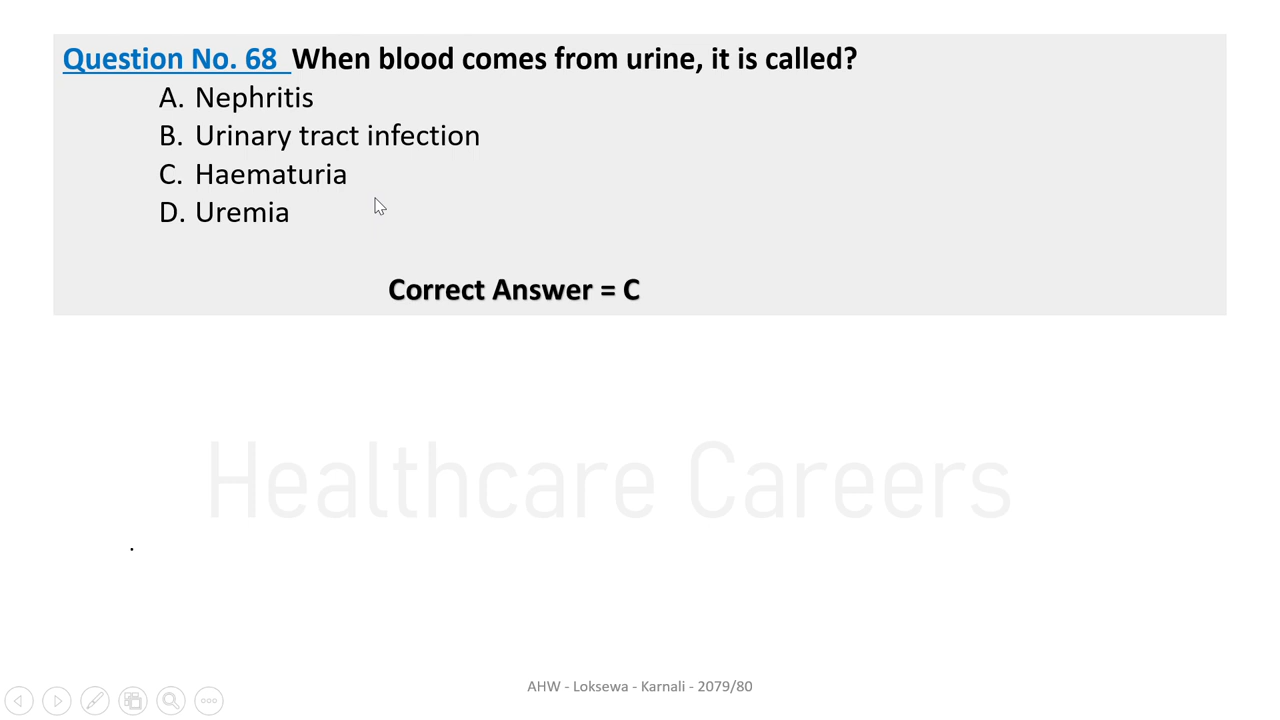 Question No. 68 When blood comes from urine, it is called?
A. Nephritis
B. Urinary tract infection
C. Haematuria
D. Uremia
Correct Answer = C
Healthcare Careers
.
AHW - Loksewa - Karnali - 2079/80